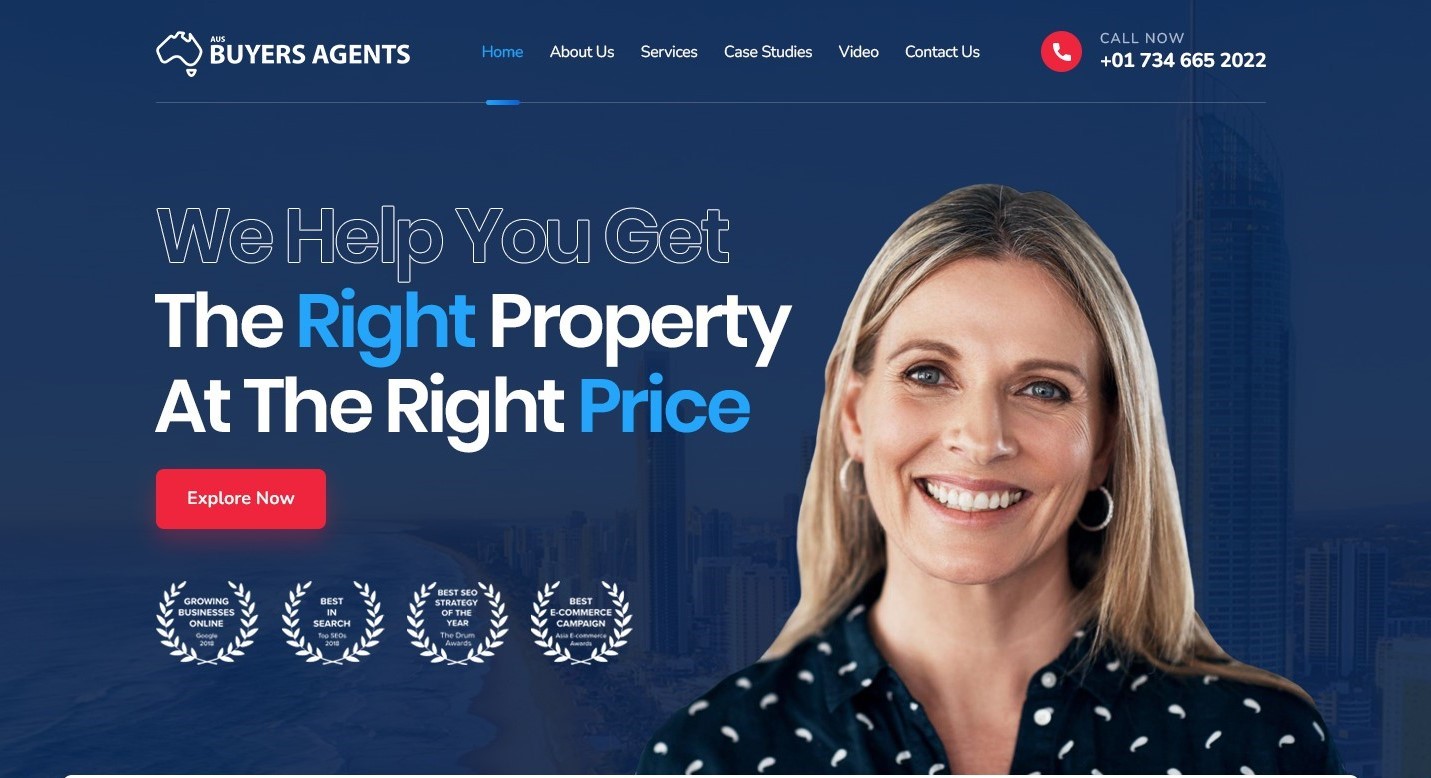 AUS
BUYERS AGENTS
Home About Us Services Case Studies Video Contact Us
CALL NOW
+01 734 665 2022
We Help You Get
The Right Property
At The Right Price
Explore Now
GROWING
BUSINESSES
ONLINE
Google
2018
BEST
IN
SEARCH
Top SEOs
2018
BEST SEO
STRATEGY
OF THE
YEAR
The Drum
Awards
BEST
E-COMMERCE
CAMPAIGN
Asia E-commerce
Awards